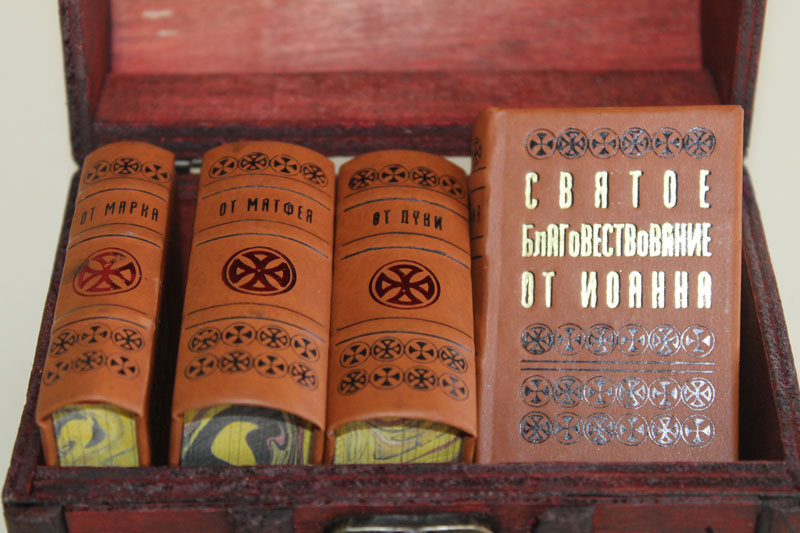 ОТ МАРКА
ОТ МАТФЕЯ
ОТ ЛУКИ
СВЯТОЕ
БлАГоВЕСТВоВАНИЕ
ОТ ИОАННА